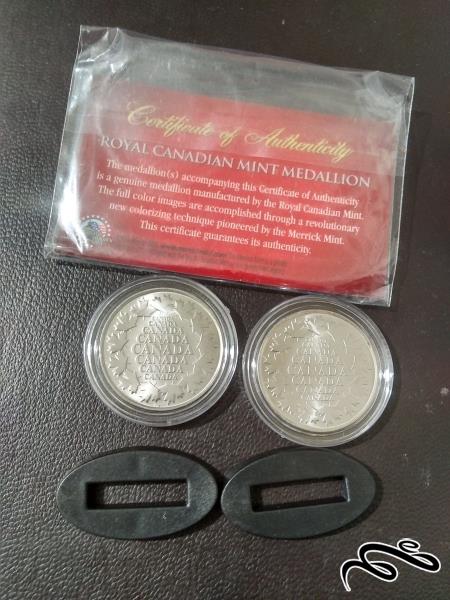 Certificate of Authenticity
ROYAL CANADIAN MINT MEDALLION
The medallion(s) accompanying this Certificate of Authenticity
is a genuine medallion manufactured by the Royal Canadian Mint.
The full color images are accomplished through a revolutionary
new colorizing technique pioneered by the Merrick Mint.
This certificate guarantees its authenticity.
CANADA
CANADA
CANADA
CANADA
CANADA
CANADA
CANADA
CANADA
CANADA
CANADA
CANADA
CANADA